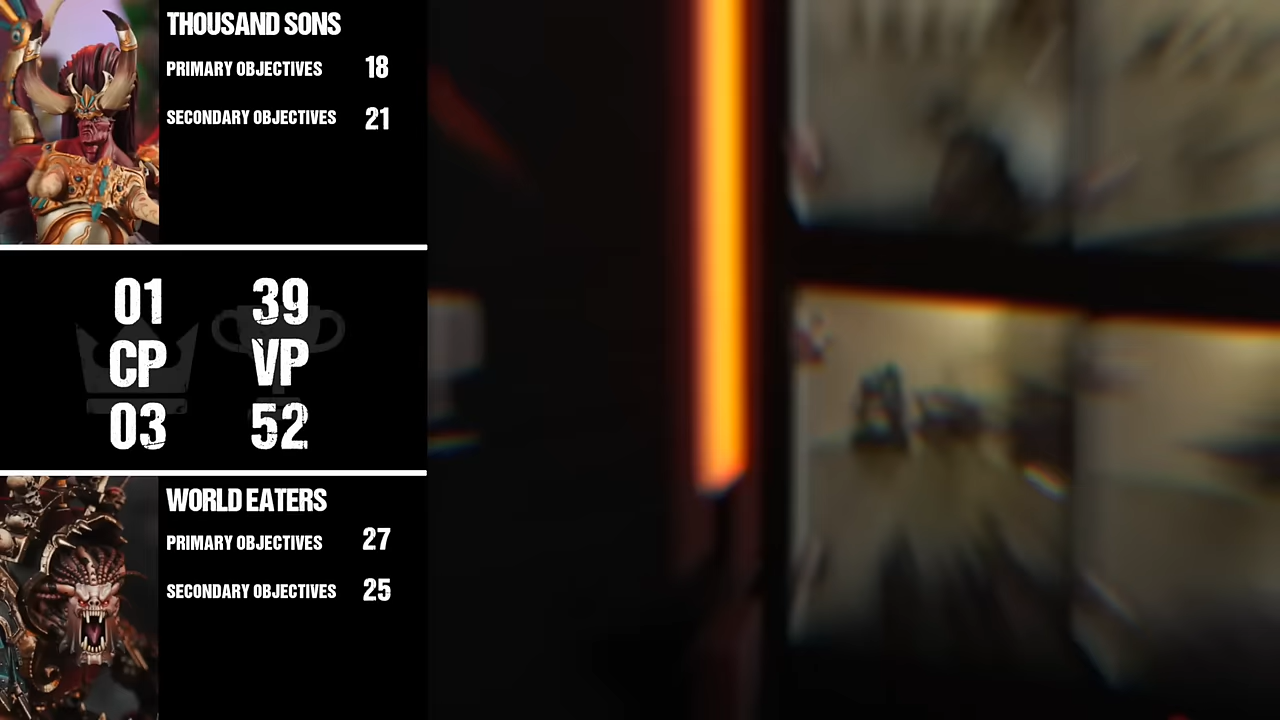 THOUSAND SONS
PRIMARY OBJECTIVES 18
SECONDARY OBJECTIVES 21
01 39
CP VP
03 52
WORLD EATERS
PRIMARY OBJECTIVES 27
SECONDARY OBJECTIVES 25